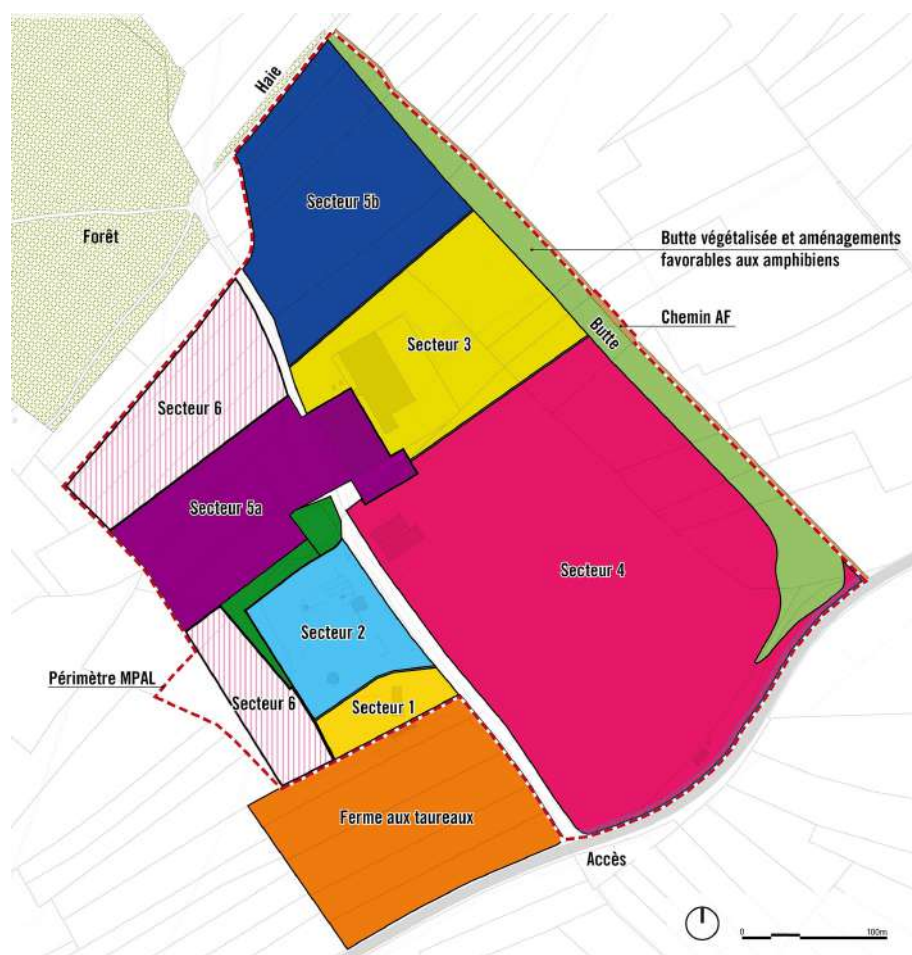 Haie
Secteur 5b
Forêt
Butte végétalisée et aménagements
favorables aux amphibiens
Chemin AF
Butte
Secteur 3
Secteur 6
Secteur 5a
Secteur 4
Secteur 2
Périmètre MPAL
Secteur 6
Secteur 1
Ferme aux taureaux
Accès
0 100m